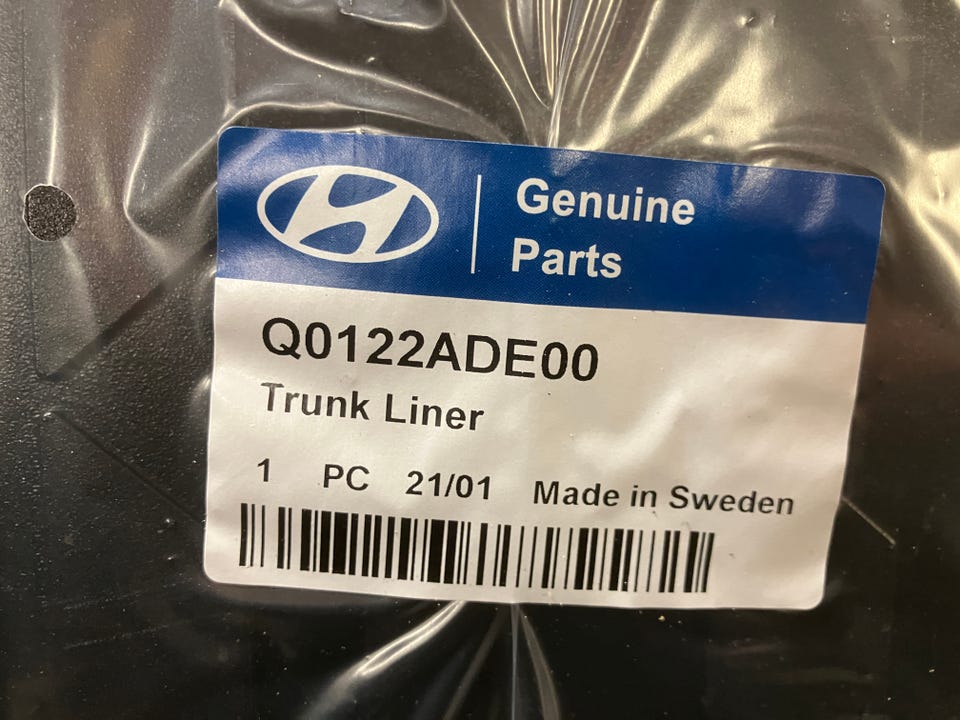 Genuine
Parts
Q0122ADE00
Trunk Liner
1 PC 21/01 Made in Sweden